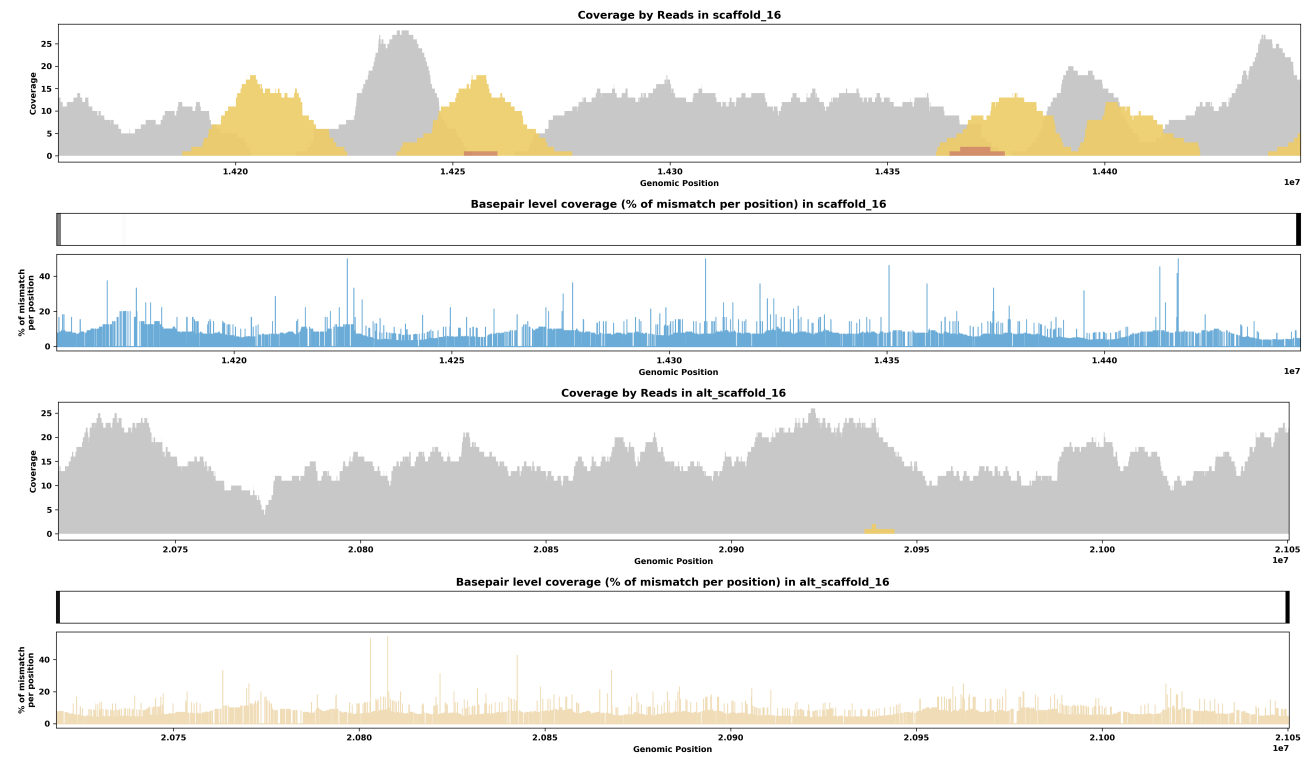 Coverage by Reads in scaffold_16
Coverage
25
20
15
10
5
0
1.420 1.425 1.430 1.435 1.440
Genomic Position
1e7
Basepair level coverage (% of mismatch per position) in scaffold_16
% of mismatch
per position
40
20
0
1.420 1.425 1.430 1.435 1.440
Genomic Position
1e7
Coverage by Reads in alt_scaffold_16
Coverage
25
20
15
10
5
0
2.075 2.080 2.085 2.090 2.095 2.100 2.105
Genomic Position
1e7
Basepair level coverage (% of mismatch per position) in alt_scaffold_16
% of mismatch
per position
40
20
0
2.075 2.080 2.085 2.090 2.095 2.100 2.105
Genomic Position
1e7